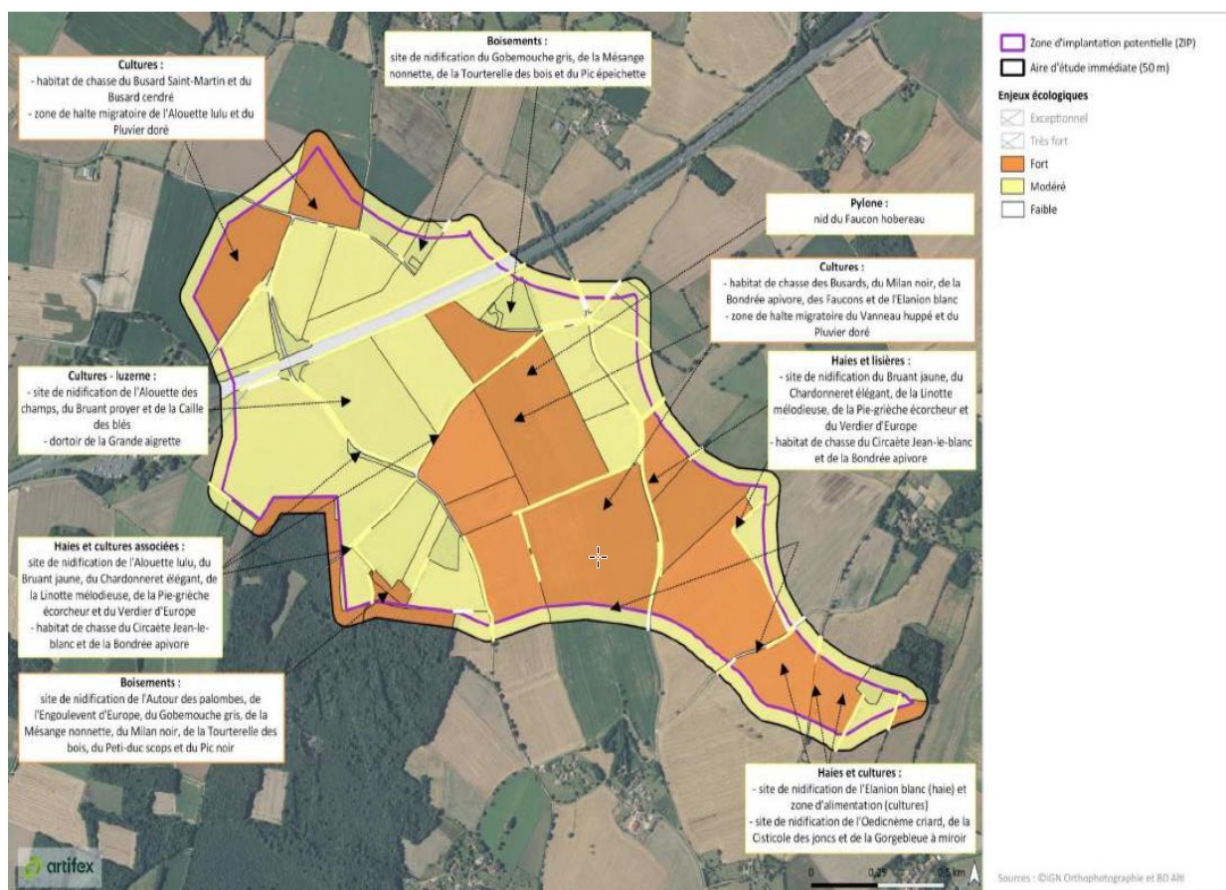 Cultures :
- habitat de chasse du Busard Saint-Martin et du
Busard cendré
- zone de halte migratoire de l'Alouette lulu et du
Pluvier doré
Boisements :
site de nidification du Gobemouche gris, de la Mésange
nonnette, de la Tourterelle des bois et du Pic épeichette
Pylone :
nid du Faucon hobereau
Cultures :
- habitat de chasse des Busards, du Milan noir, de la
Bondrée apivore, des Faucons et de l'Elanion blanc
- zone de halte migratoire du Vanneau huppé et du
Pluvier doré
Haies et lisières :
- site de nidification du Bruant jaune, du
Chardonneret élégant, de la Linotte
mélodieuse, de la Pie-grièche écorcheur et
du Verdier d'Europe
- habitat de chasse du Circaète Jean-le-blanc
et de la Bondrée apivore
Cultures - luzerne :
- site de nidification de l'Alouette des
champs, du Bruant proyer et de la Caille
des blés
- dortoir de la Grande aigrette
Haies et cultures associées :
site de nidification de l'Alouette lulu, du
Bruant jaune, du Chardonneret élégant, de
la Linotte mélodieuse, de la Pie-grièche
écorcheur et du Verdier d'Europe
- habitat de chasse du Circaète Jean-le-
blanc et de la Bondrée apivore
Boisements :
site de nidification de l'Autour des palombes, de
l'Engoulevent d'Europe, du Gobemouche gris, de la
Mésange nonnette, du Milan noir, de la Tourterelle des
bois, du Peti-duc scops et du Pic noir
Haies et cultures :
- site de nidification de l'Elanion blanc (haie) et
zone d'alimentation (cultures)
- site de nidification de l'Oedicnème criard, de la
Cisticole des joncs et de la Gorgebleue à miroir
artifex
0 0,25 0,5 km
Zone d'implantation potentielle (ZIP)
Aire d'étude immédiate (50 m)
Enjeux écologiques
Exceptionnel
Très fort
Fort
Modéré
Faible
Sources : ©IGN Orthophotographie et BD Alti